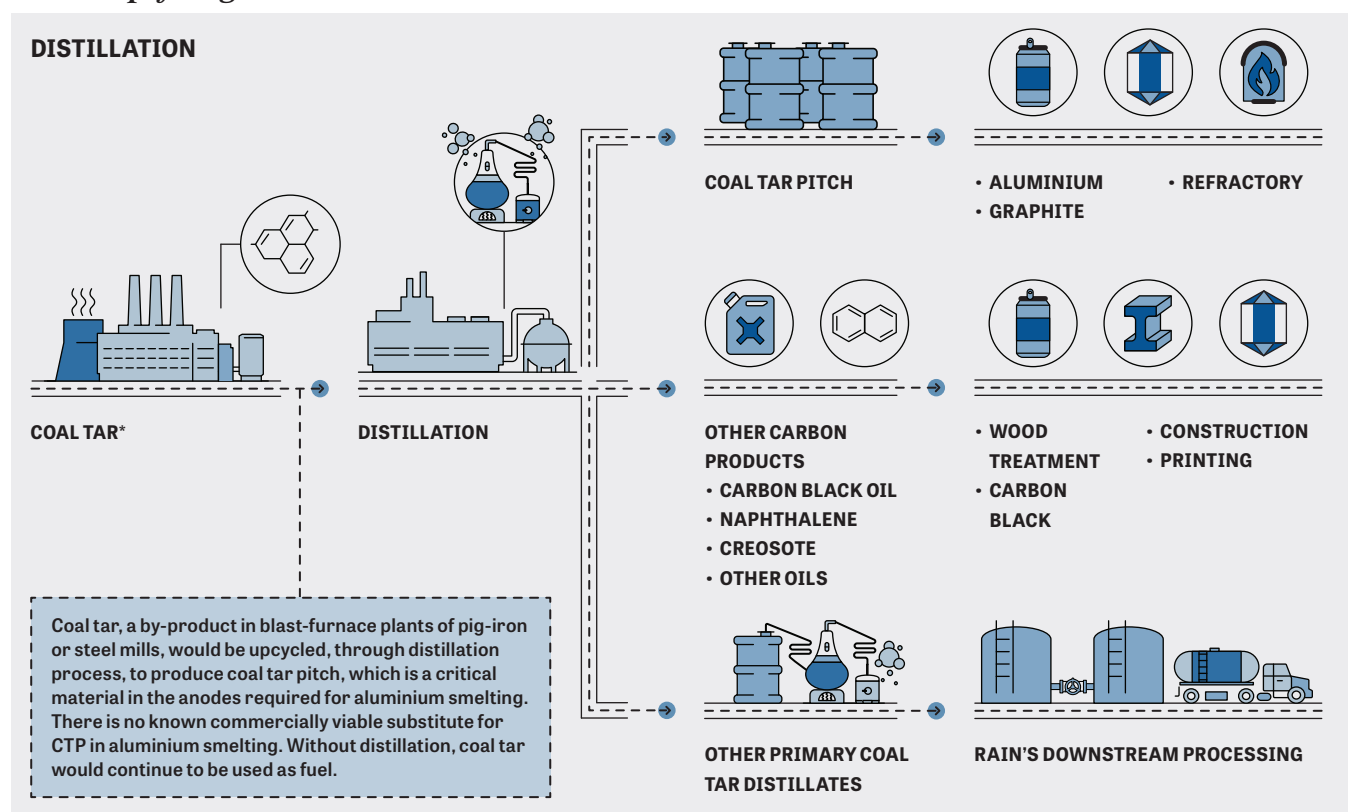 DISTILLATION
COAL TAR*
DISTILLATION
COAL TAR PITCH
• ALUMINIUM
• GRAPHITE
• REFRACTORY
OTHER CARBON
PRODUCTS
• CARBON BLACK OIL
• NAPHTHALENE
• CREOSOTE
• OTHER OILS
• WOOD
TREATMENT
• CARBON
BLACK
• CONSTRUCTION
• PRINTING
Coal tar, a by-product in blast-furnace plants of pig-iron
or steel mills, would be upcycled, through distillation
process, to produce coal tar pitch, which is a critical
material in the anodes required for aluminium smelting.
There is no known commercially viable substitute for
CTP in aluminium smelting. Without distillation, coal tar
would continue to be used as fuel.
OTHER PRIMARY COAL
TAR DISTILLATES
RAIN'S DOWNSTREAM PROCESSING